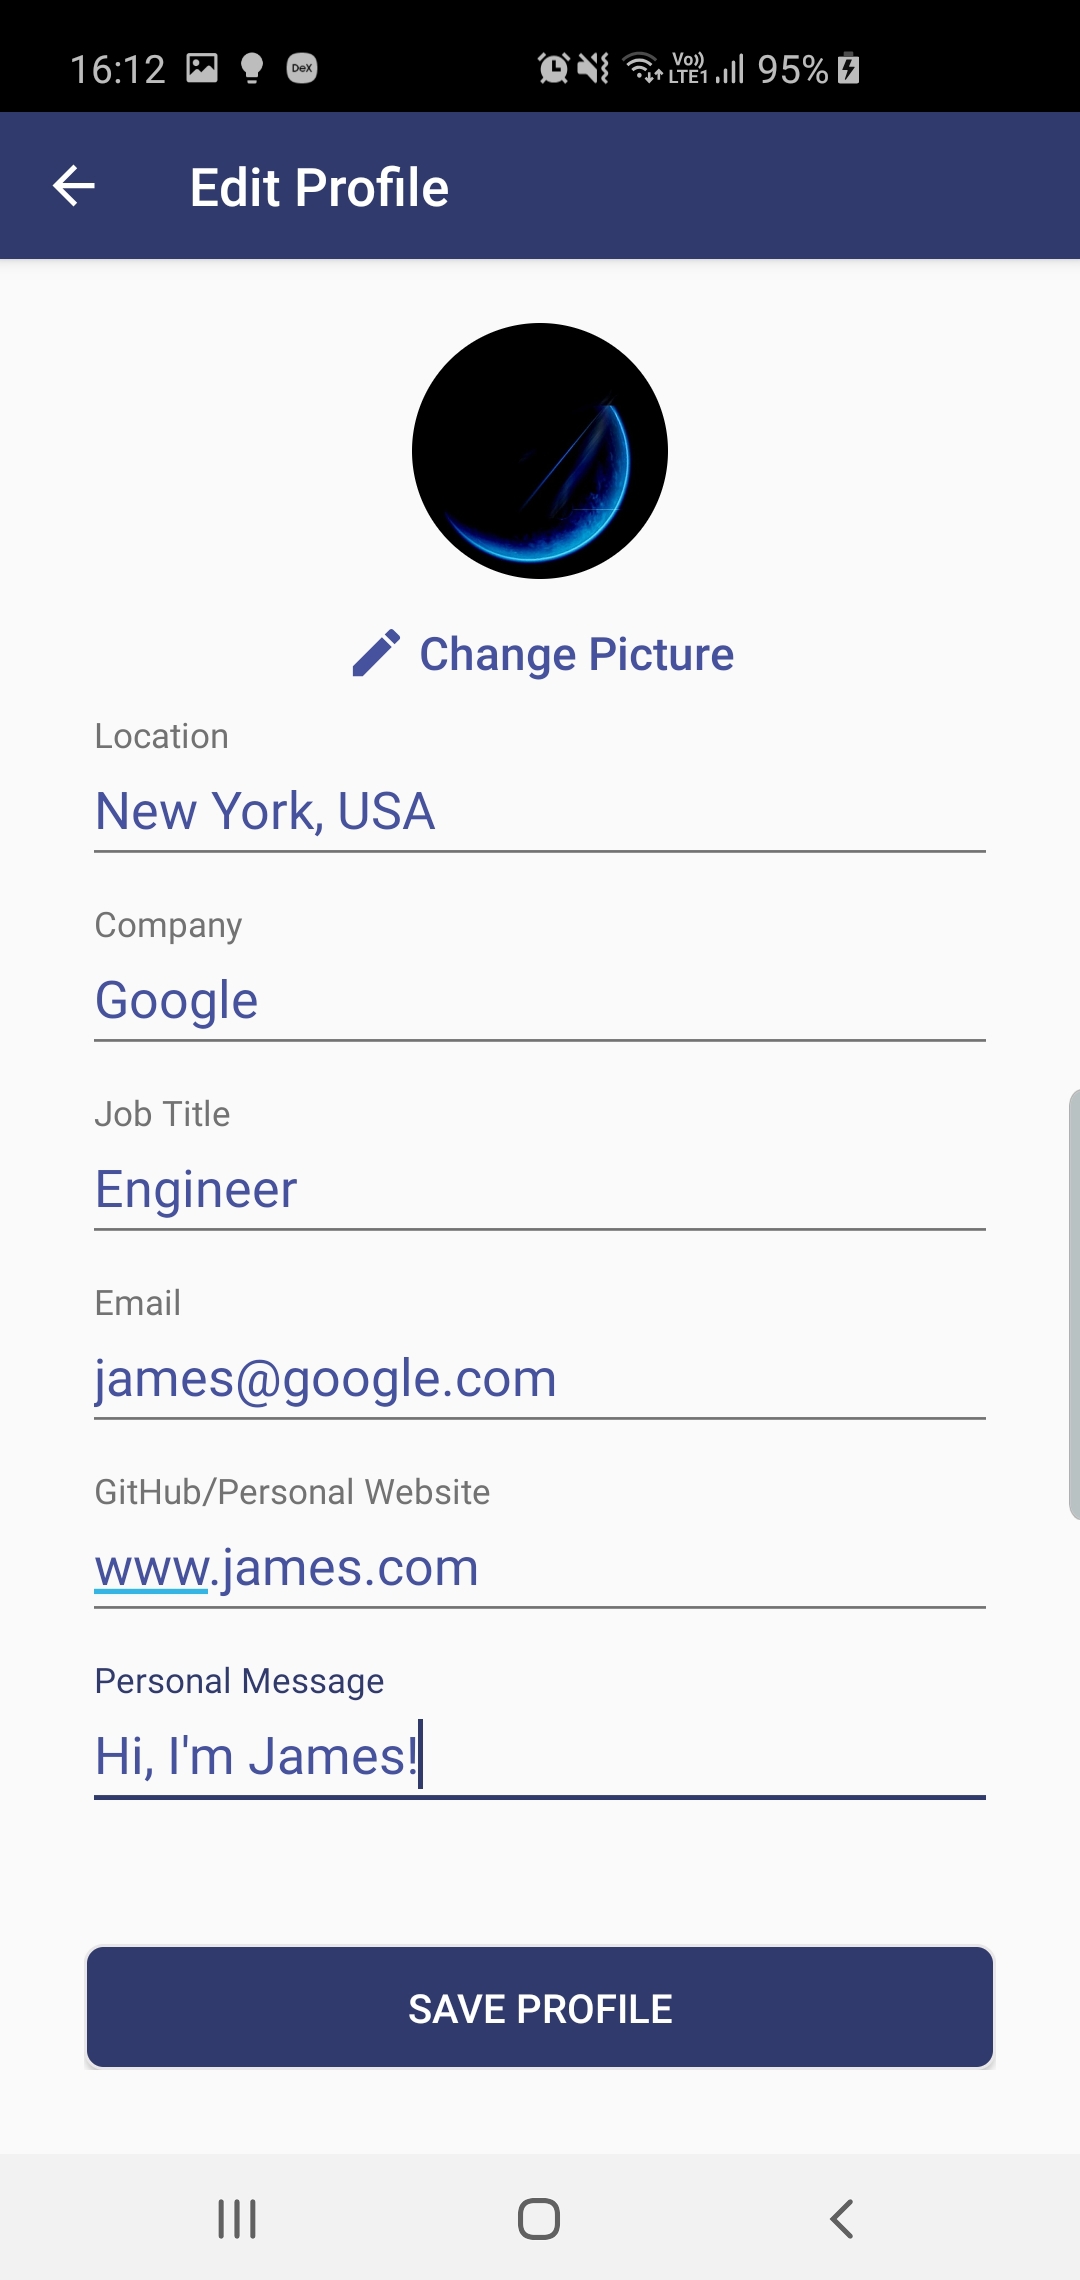 16:12 DeX Vo)) LTE1 95%
Edit Profile
Change Picture
Location
New York, USA
Company
Google
Job Title
Engineer
Email
james@google.com
GitHub/Personal Website
www.james.com
Personal Message
Hi, I'm James!
SAVE PROFILE